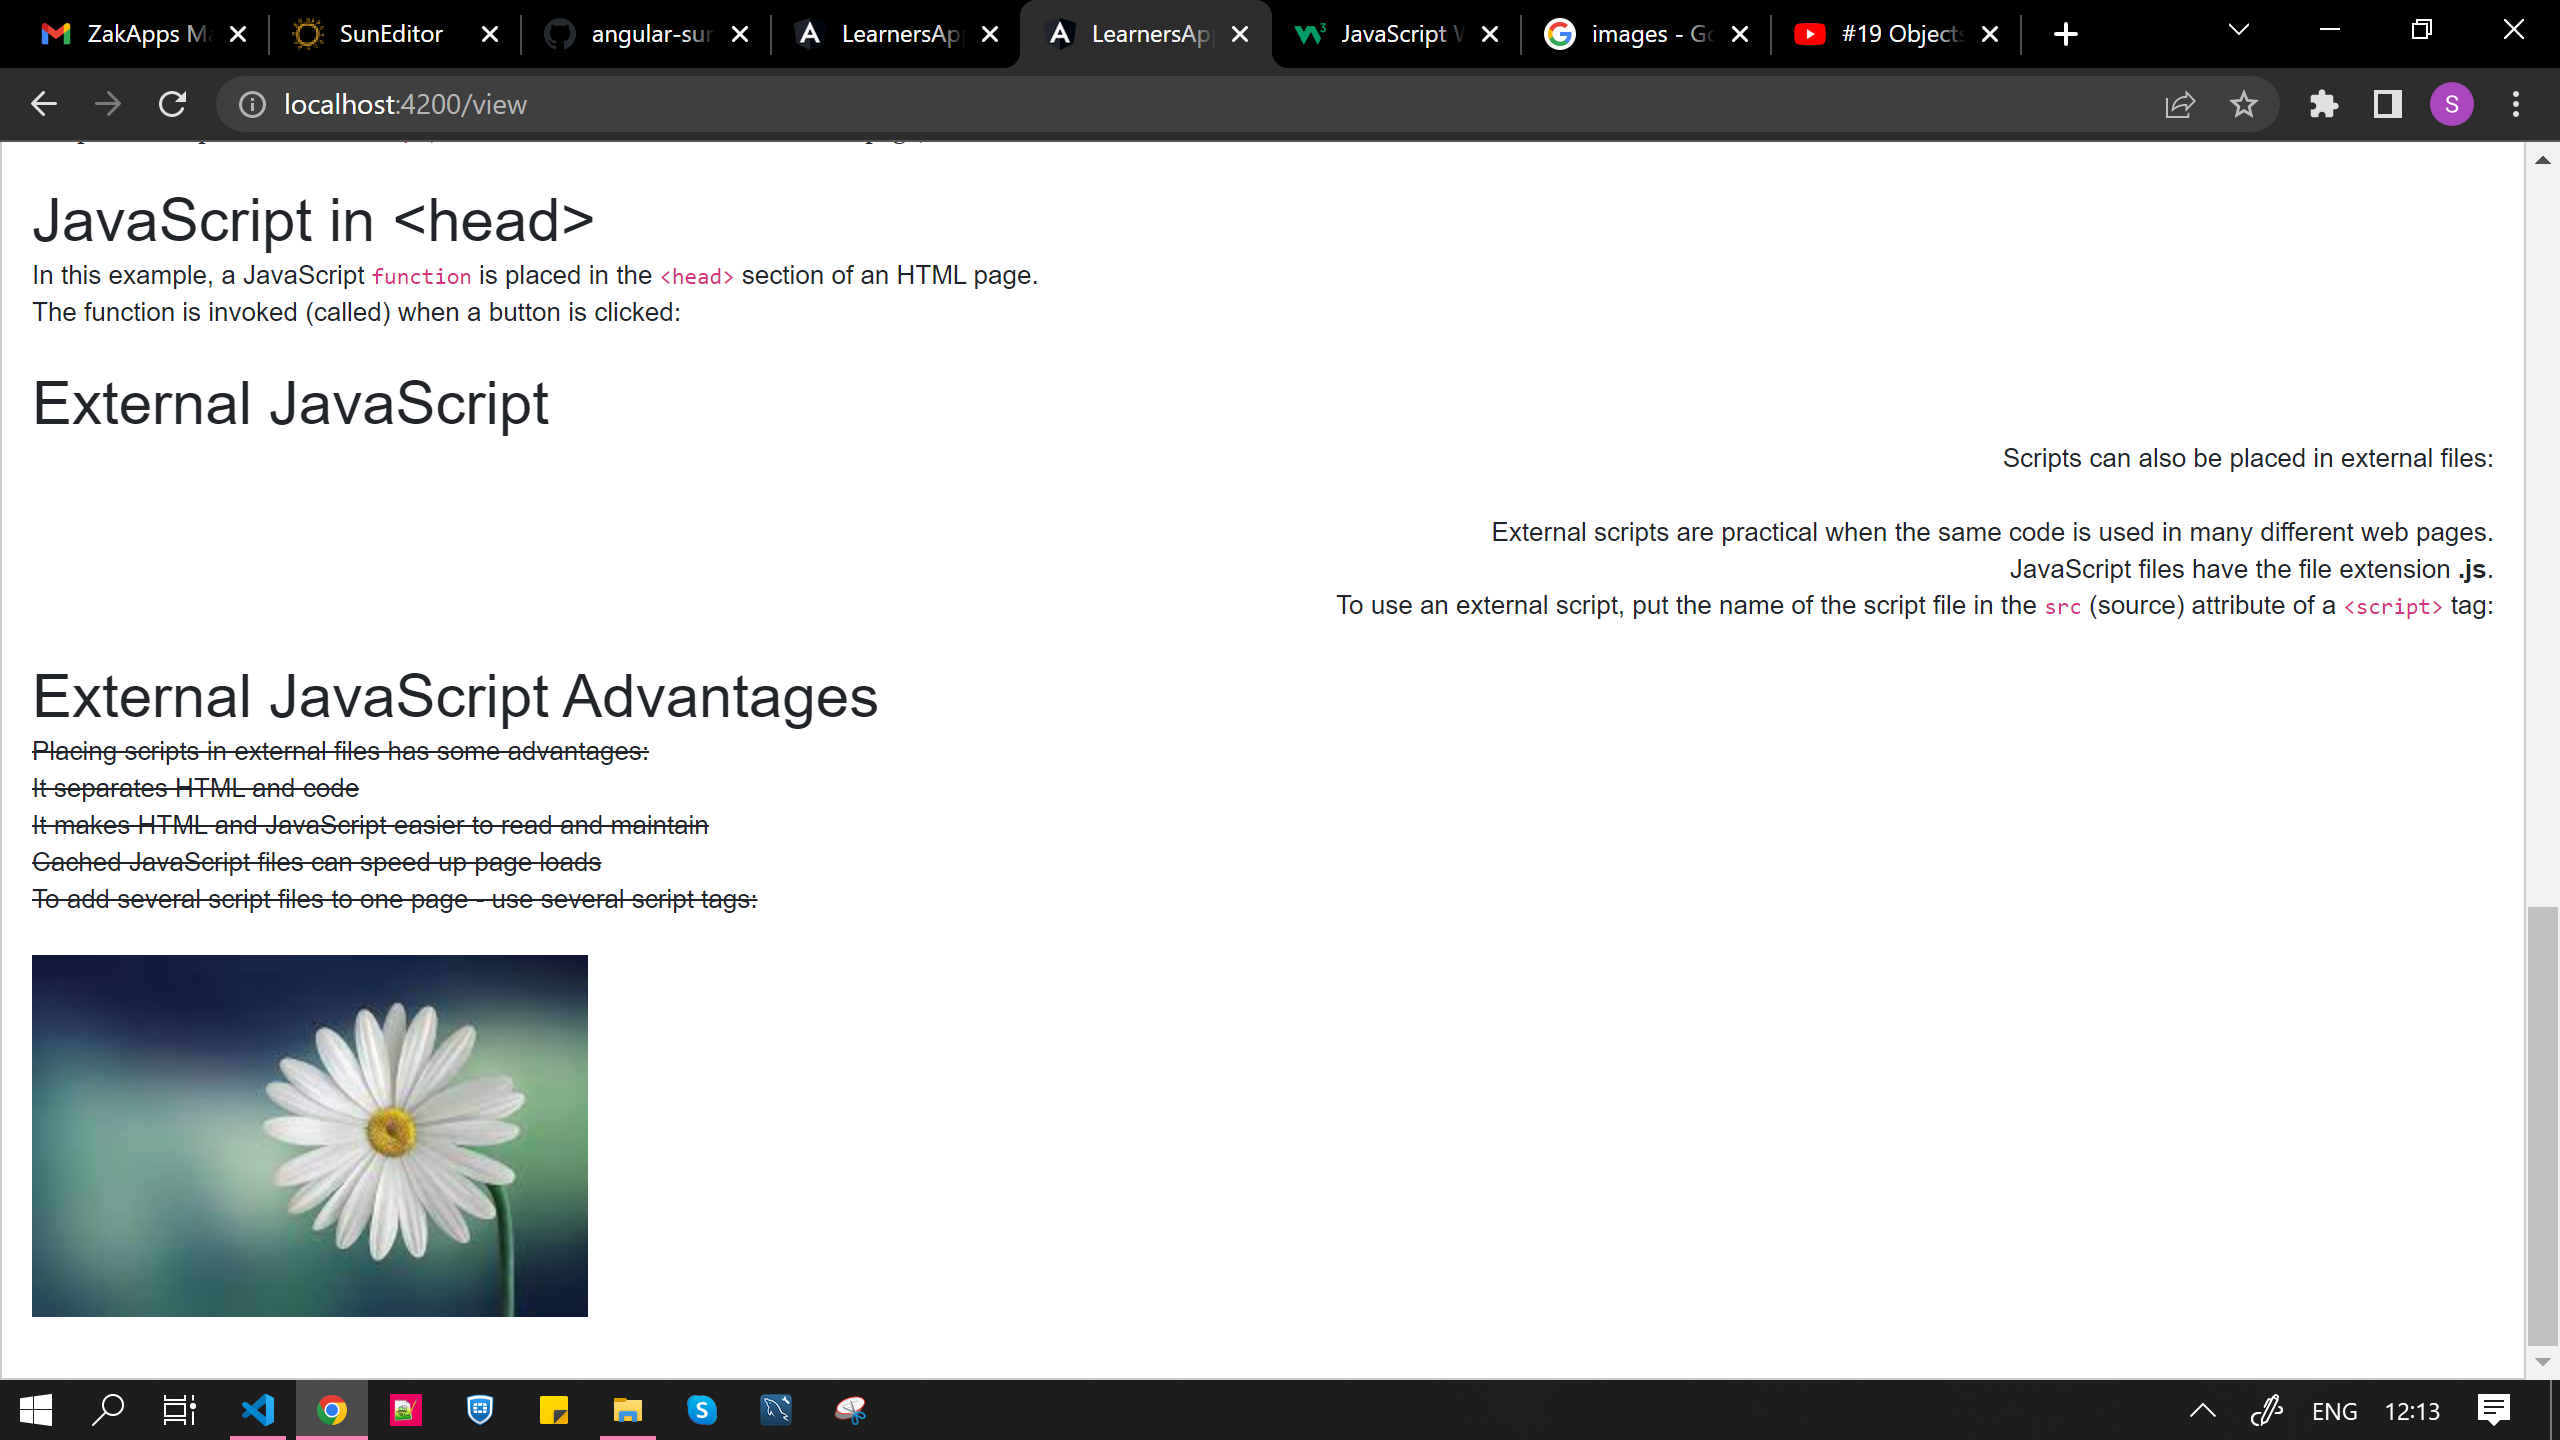 ZakApps Ma
SunEditor
angular-sun
LearnersAp
LearnersAp
JavaScript
images - Go
#19 Objects
localhost:4200/view
S
JavaScript in <head>
In this example, a JavaScript function is placed in the <head> section of an HTML page.
The function is invoked (called) when a button is clicked:
External JavaScript
Scripts can also be placed in external files:
External scripts are practical when the same code is used in many different web pages.
JavaScript files have the file extension .js.
To use an external script, put the name of the script file in the src (source) attribute of a <script> tag:
External JavaScript Advantages
Placing scripts in external files has some advantages:
It separates HTML and code
It makes HTML and JavaScript easier to read and maintain
Cached JavaScript files can speed up page loads
To add several script files to one page - use several script tags:
ENG
12:13